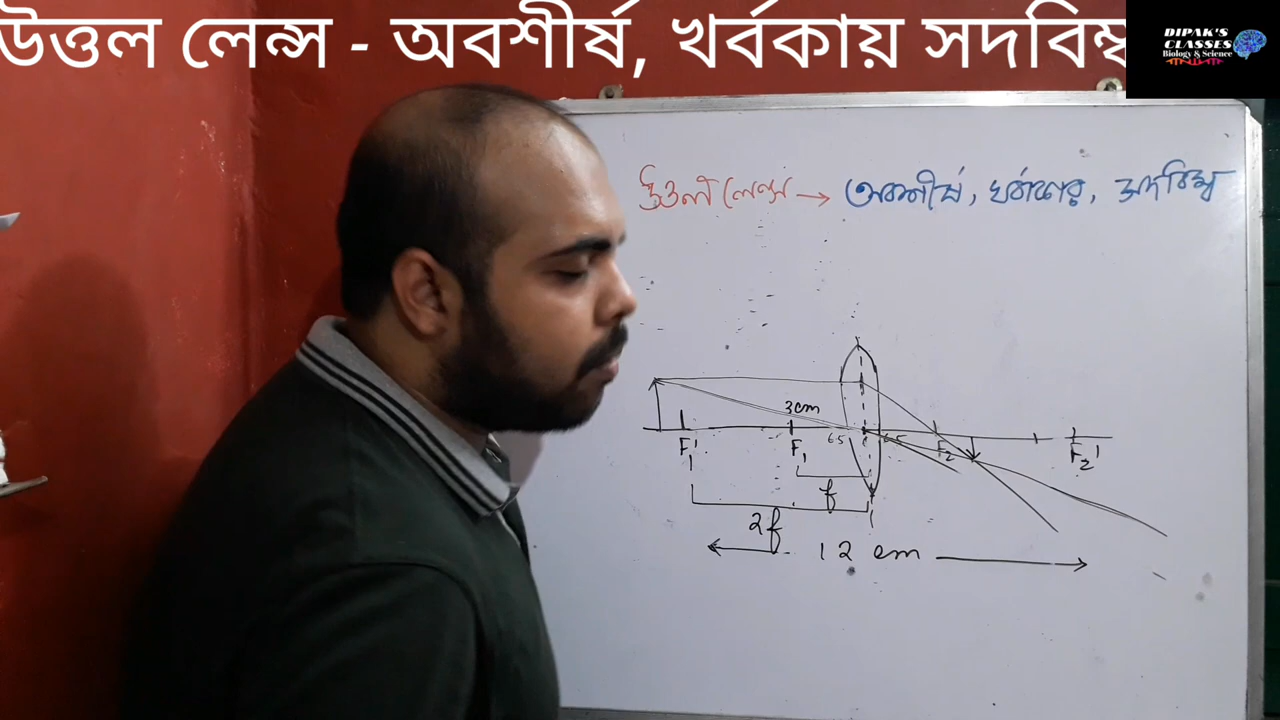 উত্তল লেন্স - অবশীর্ষ, খর্বকায় সদবিম্ব
DIPAK'S
CLASSES
Biology & Science
উত্তল লেন্স → অবশীর্ষ, খর্বাকার, সদবিম্ব
3cm
F₁' F₁ F₂ F₂'
f
2f
12 cm